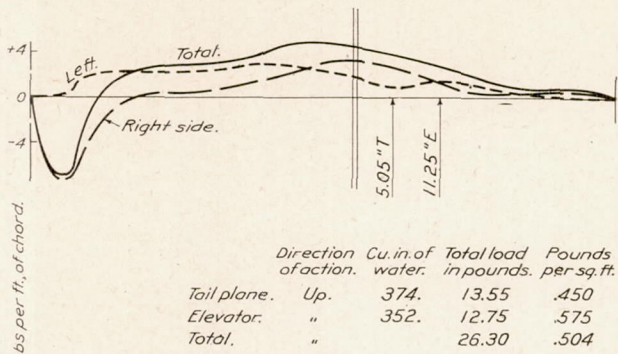 +4
Total.
Left.
0
Right side.
-4
5.05"T
11.25"E
bs per ft., of chord.
Direction of action. Cu. in. of water. Total load in pounds. Pounds per sq. ft.
Tail plane. Up. 374. 13.55 .450
Elevator. " 352. 12.75 .575
Total. " 26.30 .504